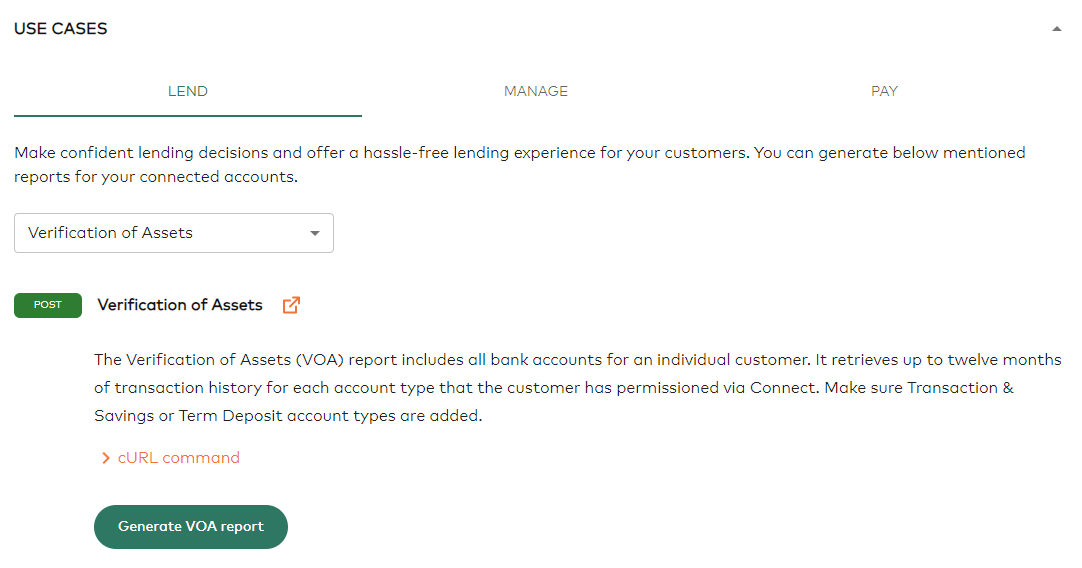 USE CASES
LEND
MANAGE
PAY
Make confident lending decisions and offer a hassle-free lending experience for your customers. You can generate below mentioned
reports for your connected accounts.
Verification of Assets
POST
Verification of Assets
The Verification of Assets (VOA) report includes all bank accounts for an individual customer. It retrieves up to twelve months
of transaction history for each account type that the customer has permissioned via Connect. Make sure Transaction &
Savings or Term Deposit account types are added.
cURL command
Generate VOA report